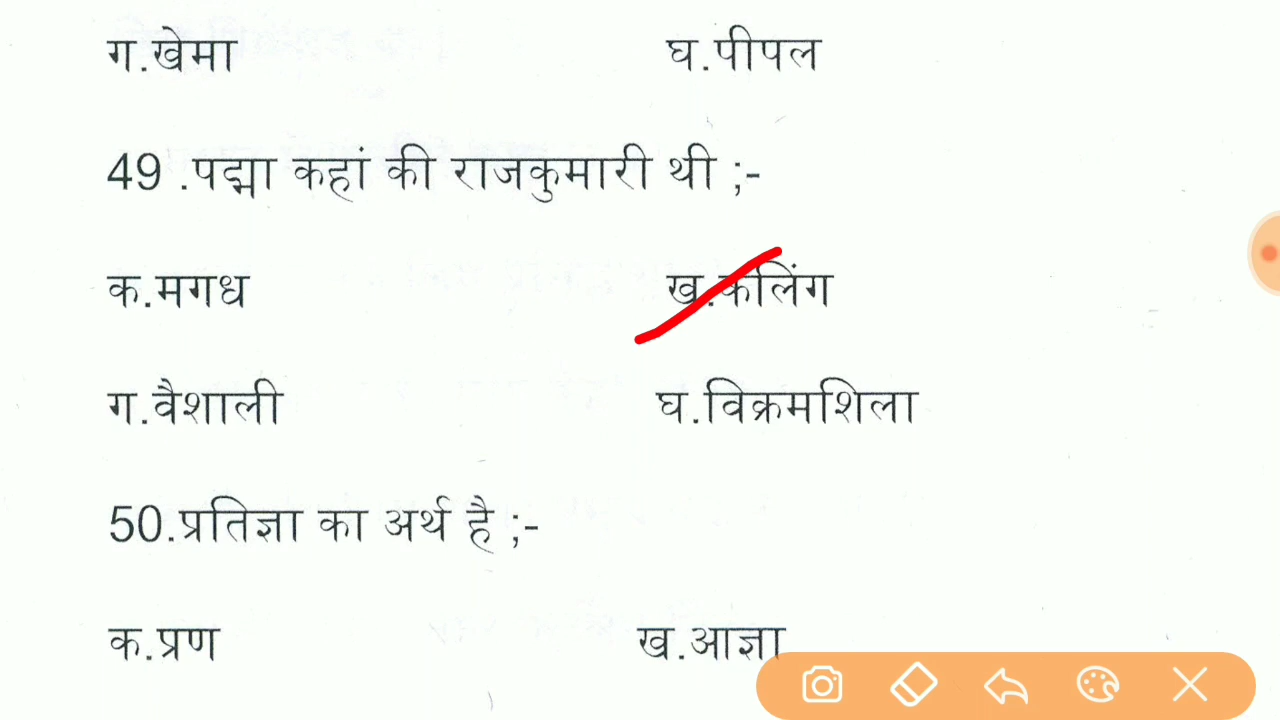 ग.खेमा घ.पीपल
49 .पद्मा कहां की राजकुमारी थी ;-
क.मगध ख.कलिंग
ग.वैशाली घ.विक्रमशिला
50.प्रतिज्ञा का अर्थ है ;-
क.प्रण ख.आज्ञा